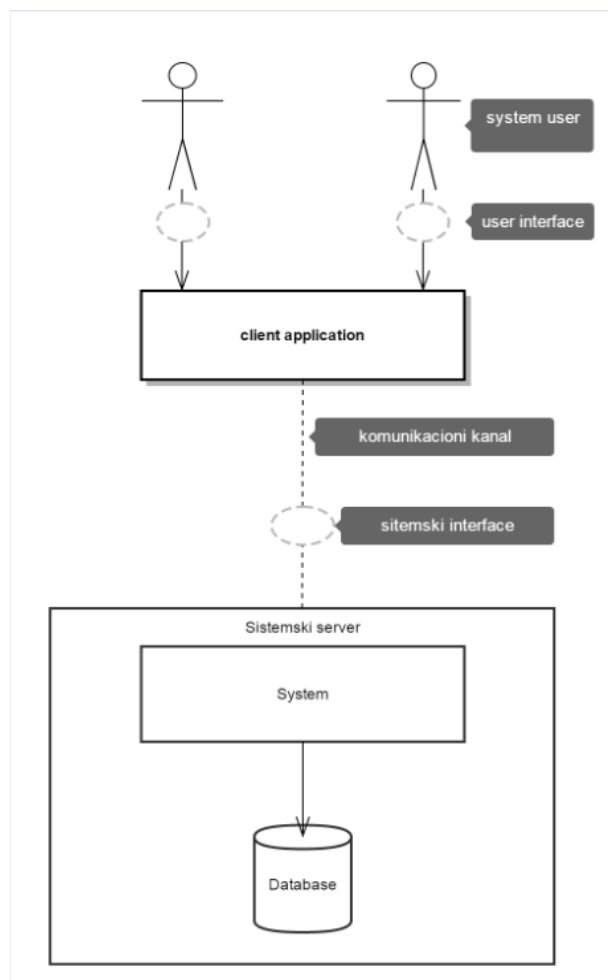 system user
user interface
client application
komunikacioni kanal
sitemski interface
Sistemski server
System
Database